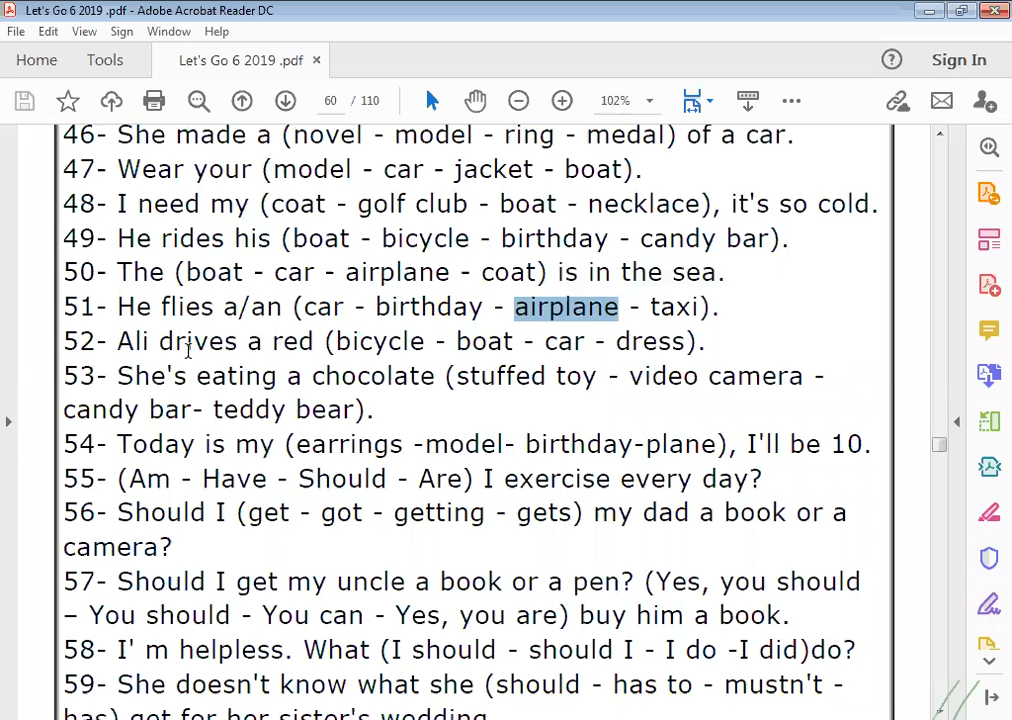 Let's Go 6 2019 .pdf - Adobe Acrobat Reader DC
File Edit View Sign Window Help
Home Tools Let's Go 6 2019 .pdf × Sign In
60 / 110 102%
46- She made a (novel - model - ring - medal) of a car.
47- Wear your (model - car - jacket - boat).
48- I need my (coat - golf club - boat - necklace), it's so cold.
49- He rides his (boat - bicycle - birthday - candy bar).
50- The (boat - car - airplane - coat) is in the sea.
51- He flies a/an (car - birthday - airplane - taxi).
52- Ali drives a red (bicycle - boat - car - dress).
53- She's eating a chocolate (stuffed toy - video camera -
candy bar- teddy bear).
54- Today is my (earrings -model- birthday-plane), I'll be 10.
55- (Am - Have - Should - Are) I exercise every day?
56- Should I (get - got - getting - gets) my dad a book or a
camera?
57- Should I get my uncle a book or a pen? (Yes, you should
– You should - You can - Yes, you are) buy him a book.
58- I' m helpless. What (I should - should I - I do -I did)do?
59- She doesn't know what she (should - has to - mustn't -
has) get for her sister's wedding